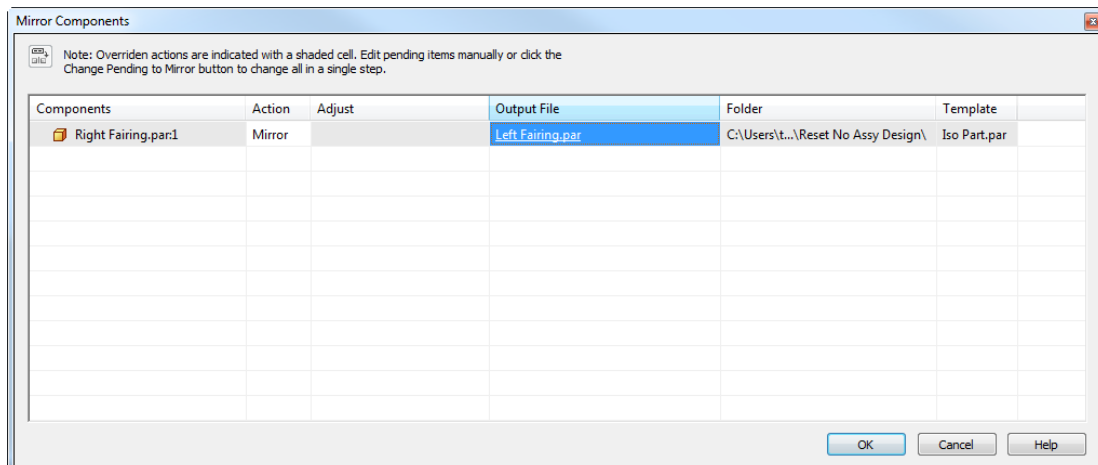 Mirror Components
Note: Overriden actions are indicated with a shaded cell. Edit pending items manually or click the
Change Pending to Mirror button to change all in a single step.
Components Action Adjust Output File Folder Template
Right Fairing.par:1 Mirror Left Fairing.par C:\Users\t...\Reset No Assy Design\ Iso Part.par
OK Cancel Help